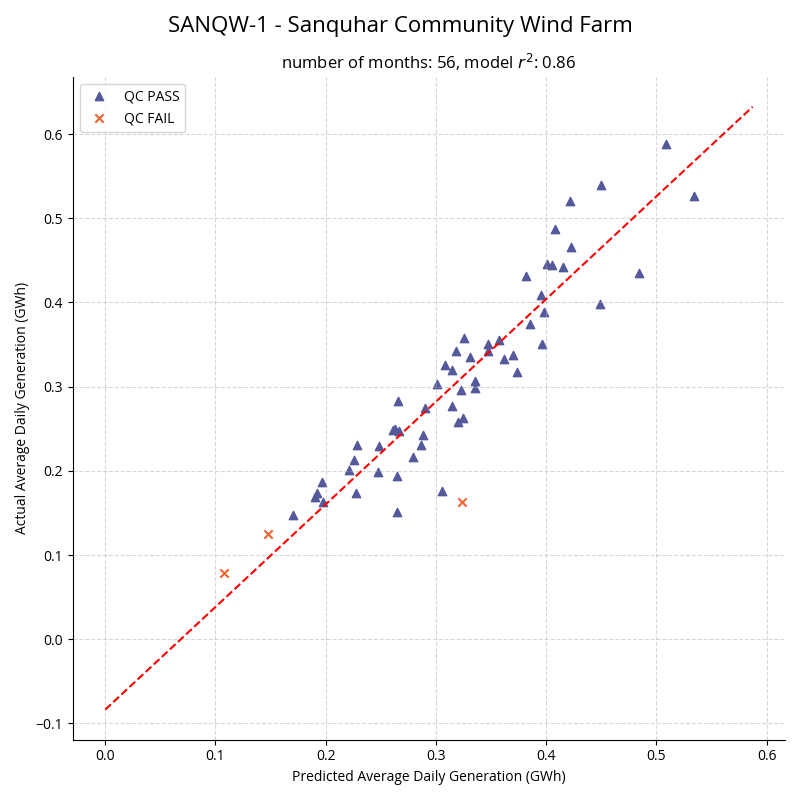 SANQW-1 - Sanquhar Community Wind Farm
number of months: 56, model r²: 0.86
QC PASS
QC FAIL
0.6
0.5
0.4
0.3
0.2
0.1
0.0
−0.1
Actual Average Daily Generation (GWh)
0.0 0.1 0.2 0.3 0.4 0.5 0.6
Predicted Average Daily Generation (GWh)